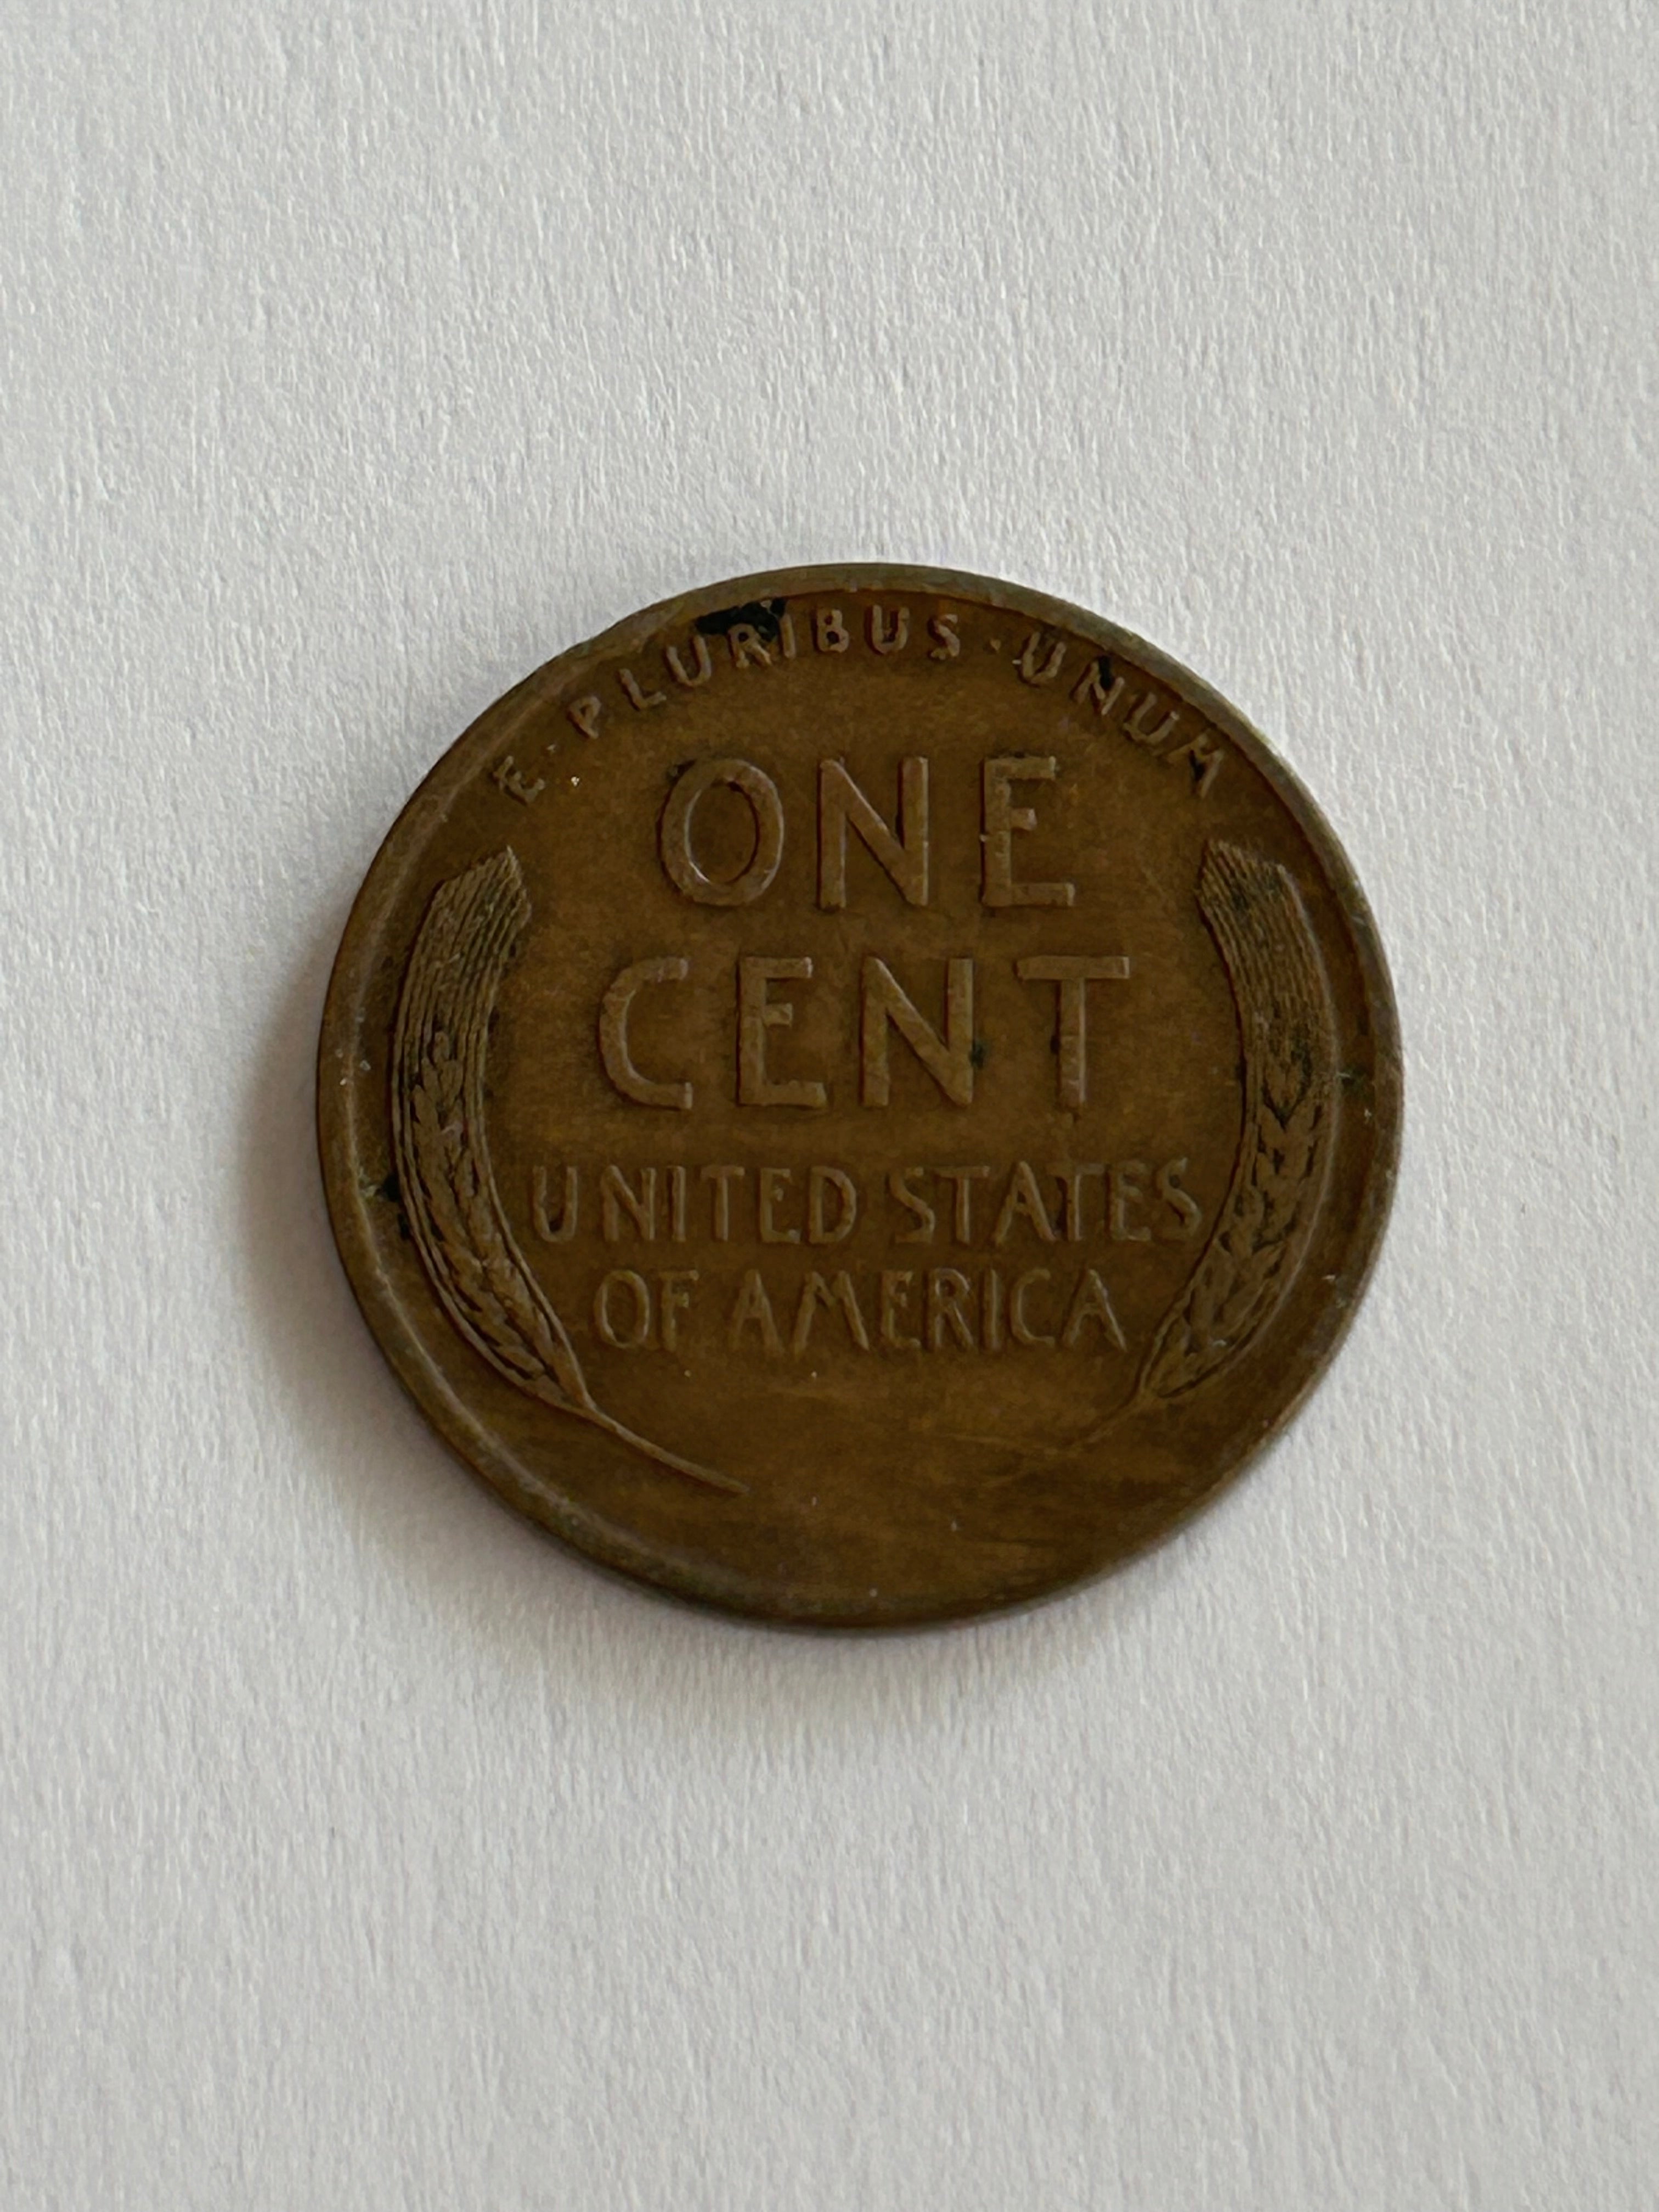 E · PLURIBUS · UNUM
ONE
CENT
UNITED STATES
OF AMERICA